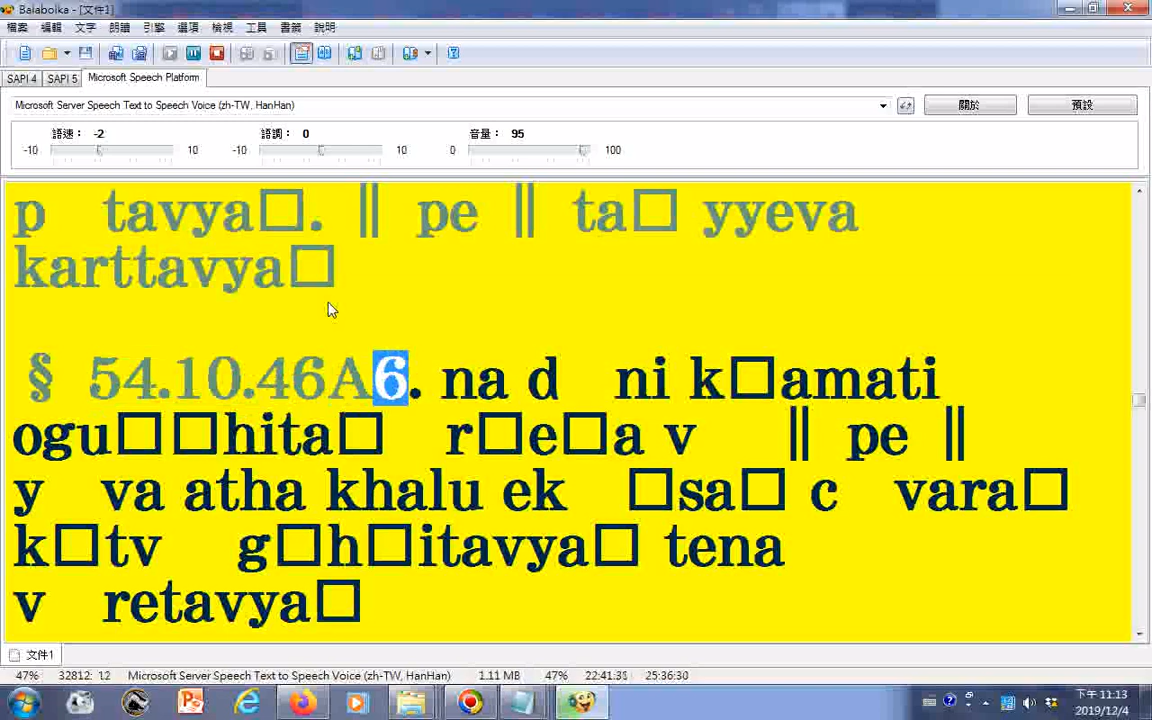 Balabolka - [文件1]
檔案 編輯 文字 朗讀 引擎 選項 檢視 工具 書籤 說明
SAPI 4 SAPI 5 Microsoft Speech Platform
Microsoft Server Speech Text to Speech Voice (zh-TW, HanHan) 關於 預設
語速： -2 語調： 0 音量： 95
-10 10 -10 10 0 100
p tavya□. ‖ pe ‖ ta□ yyeva
karttavya□
§ 54.10.46A6. na d ni k□amati
ogu□□hita□ r□e□a v ‖ pe ‖
y va atha khalu ek □sa□ c vara□
k□tv g□h□itavya□ tena
v retavya□
文件1
47% 32812: 12 Microsoft Server Speech Text to Speech Voice (zh-TW, HanHan) 1.11 MB 47% 22:41:38 25:36:30
下午 11:13
2019/12/4